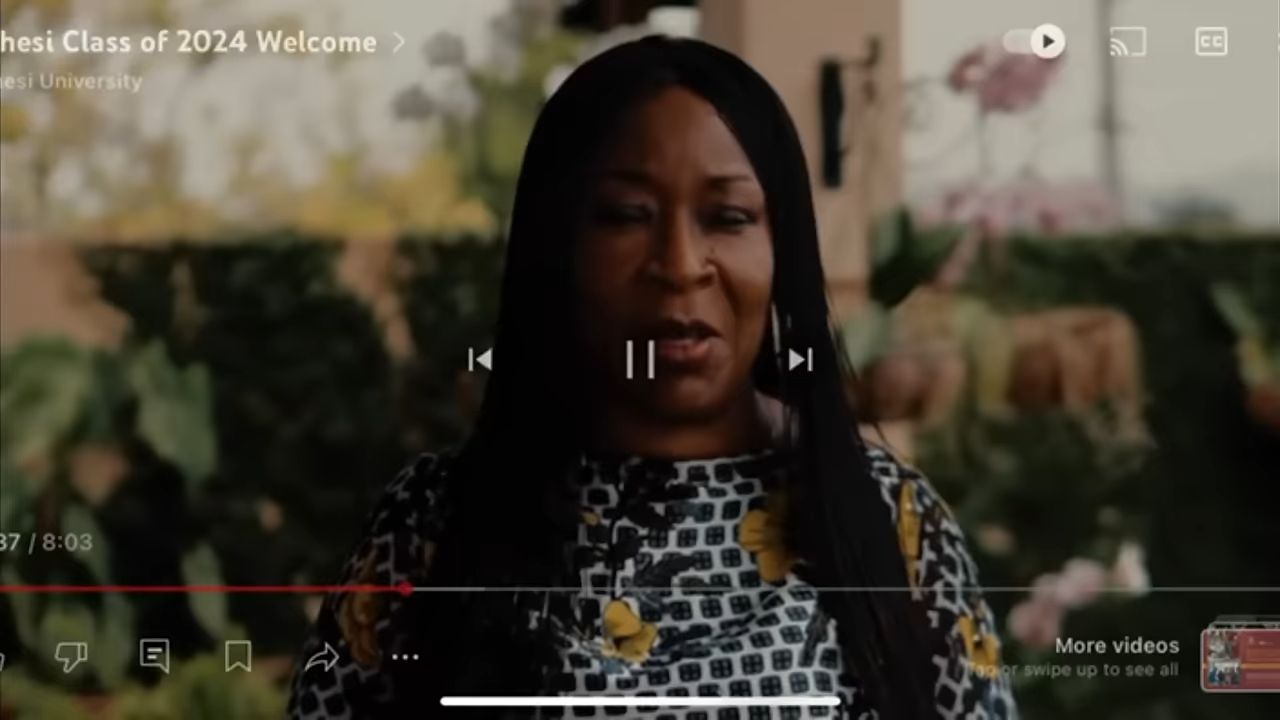 hesi Class of 2024 Welcome
esi University
CC
37 / 8:03
More videos
Tap or swipe up to see all